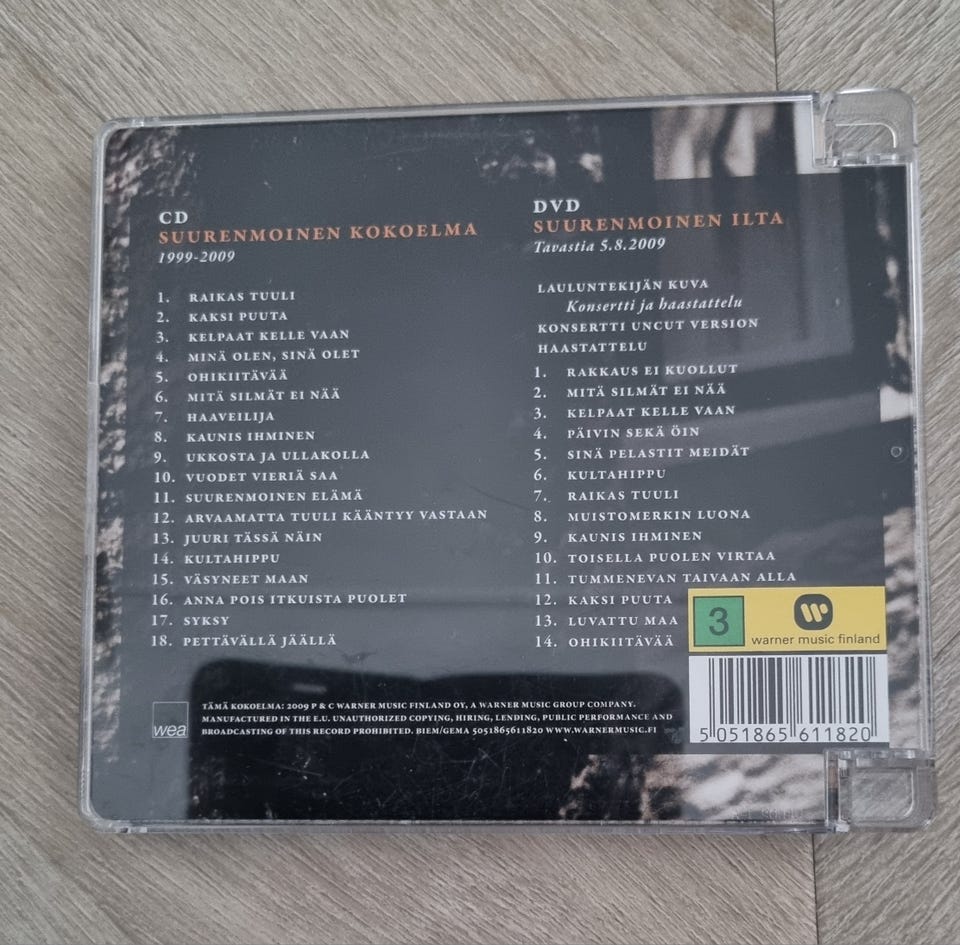 CD
SUURENMOINEN KOKOELMA
1999-2009
1. RAIKAS TUULI
2. KAKSI PUUTA
3. KELPAAT KELLE VAAN
4. MINÄ OLEN, SINÄ OLET
5. OHIKIITÄVÄÄ
6. MITÄ SILMÄT EI NÄÄ
7. HAAVEILIJA
8. KAUNIS IHMINEN
9. UKKOSTA JA ULLAKOLLA
10. VUODET VIERIÄ SAA
11. SUURENMOINEN ELÄMÄ
12. ARVAAMATTA TUULI KÄÄNTYY VASTAAN
13. JUURI TÄSSÄ NÄIN
14. KULTAHIPPU
15. VÄSYNEET MAAN
16. ANNA POIS ITKUISTA PUOLET
17. SYKSY
18. PETTÄVÄLLÄ JÄÄLLÄ
DVD
SUURENMOINEN ILTA
Tavastia 5.8.2009
LAULUNTEKIJÄN KUVA
Konsertti ja haastattelu
KONSERTTI UNCUT VERSION
HAASTATTELU
1. RAKKAUS EI KUOLLUT
2. MITÄ SILMÄT EI NÄÄ
3. KELPAAT KELLE VAAN
4. PÄIVIN SEKÄ ÖIN
5. SINÄ PELASTIT MEIDÄT
6. KULTAHIPPU
7. RAIKAS TUULI
8. MUISTOMERKIN LUONA
9. KAUNIS IHMINEN
10. TOISELLA PUOLEN VIRTAA
11. TUMMENEVAN TAIVAAN ALLA
12. KAKSI PUUTA
13. LUVATTU MAA
14. OHIKIITÄVÄÄ
3
warner music finland
wea
TÄMÄ KOKOELMA: 2009 P & C WARNER MUSIC FINLAND OY, A WARNER MUSIC GROUP COMPANY.
MANUFACTURED IN THE E.U. UNAUTHORIZED COPYING, HIRING, LENDING, PUBLIC PERFORMANCE AND
BROADCASTING OF THIS RECORD PROHIBITED. BIEM/GEMA 5051865611820 WWW.WARNERMUSIC.FI
5 051865 611820